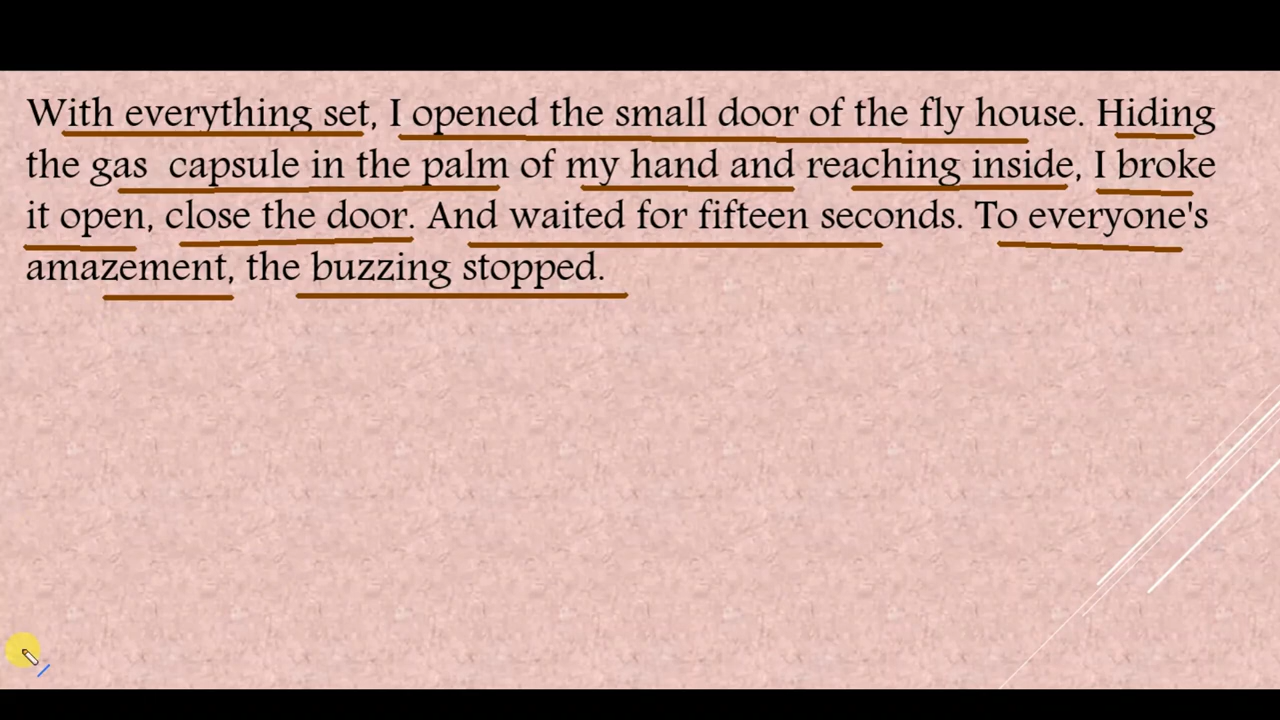 With everything set, I opened the small door of the fly house. Hiding
the gas capsule in the palm of my hand and reaching inside, I broke
it open, close the door. And waited for fifteen seconds. To everyone's
amazement, the buzzing stopped.